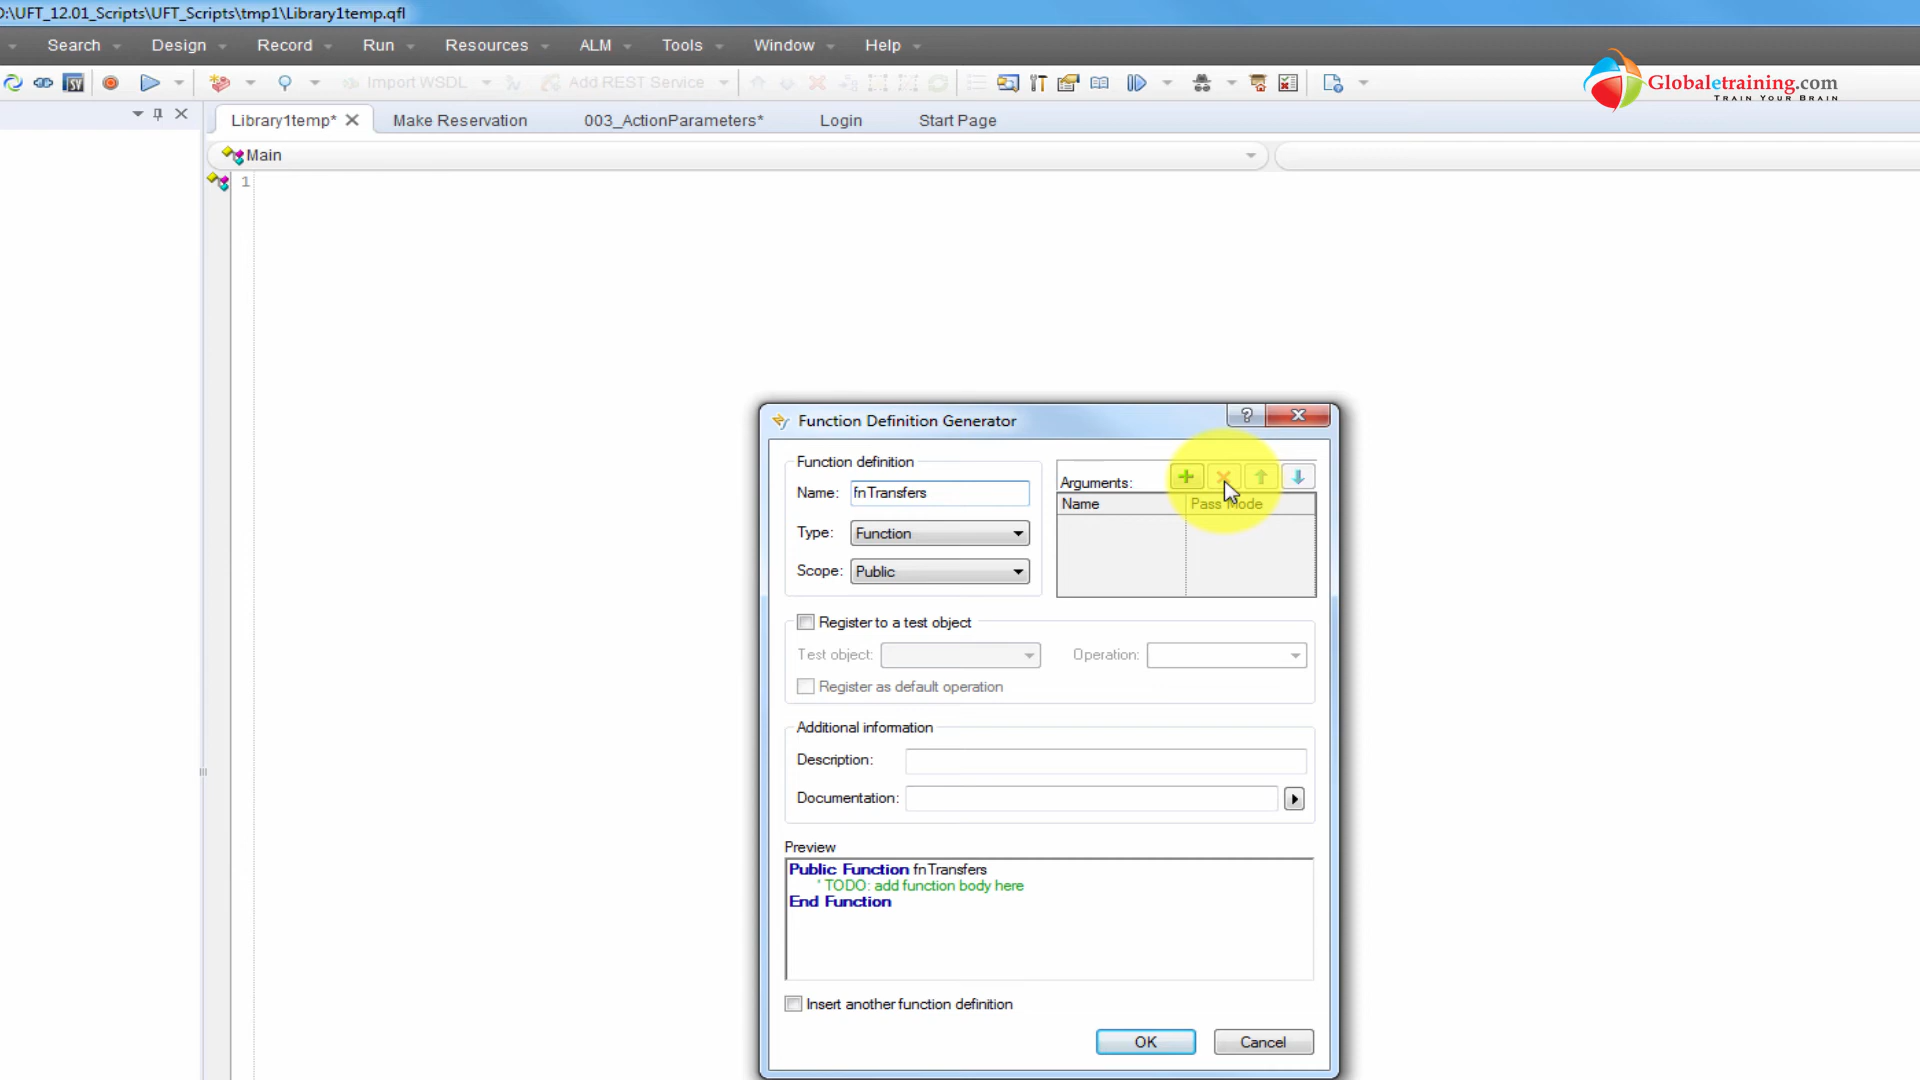 D:\UFT_12.01_Scripts\UFT_Scripts\tmp1\Library1temp.qfl
Search Design Record Run Resources ALM Tools Window Help
Import WSDL Add REST Service
Globaletraining.com
TRAIN YOUR BRAIN
Library1temp* Make Reservation 003_ActionParameters* Login Start Page
Main
1
Function Definition Generator
Function definition
Arguments:
Name: fnTransfers
Name Pass Mode
Type: Function
Scope: Public
Register to a test object
Test object: Operation:
Register as default operation
Additional information
Description:
Documentation:
Preview
Public Function fnTransfers
' TODO: add function body here
End Function
Insert another function definition
OK Cancel